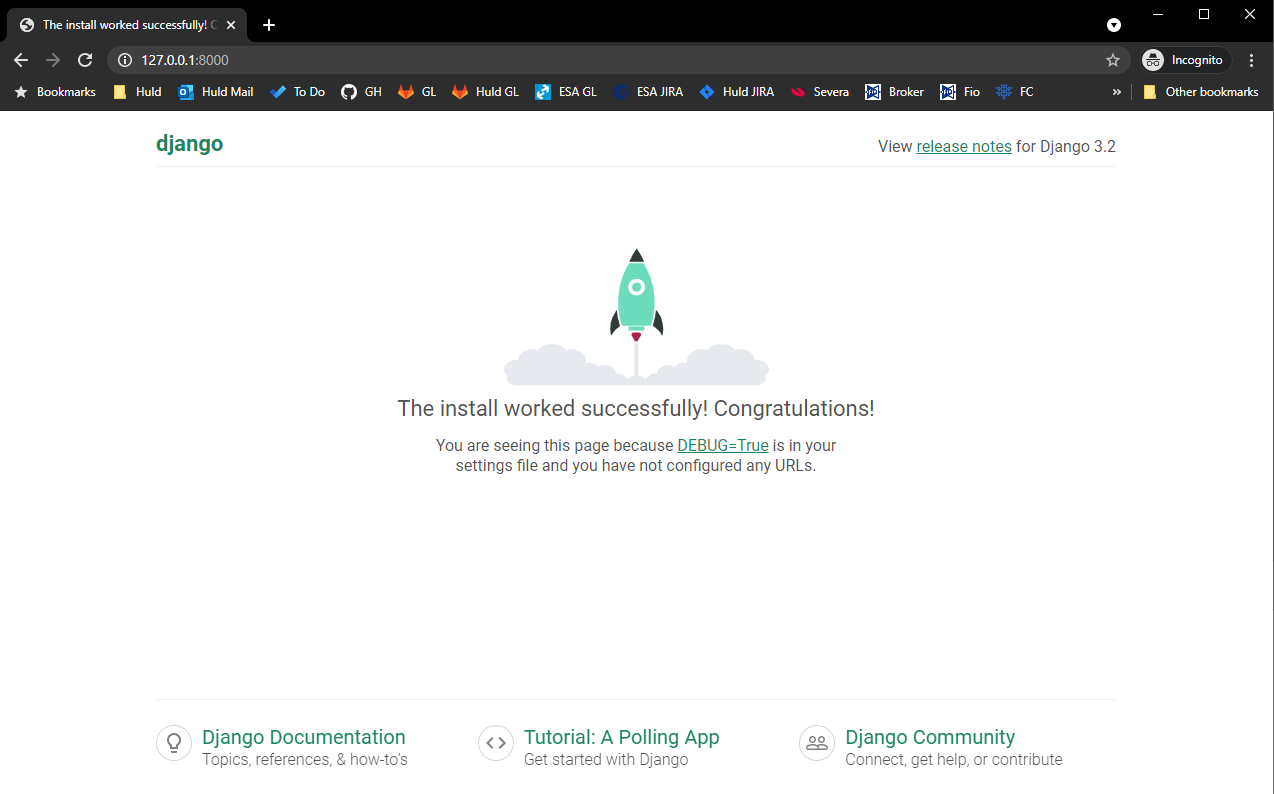 The install worked successfully! C
127.0.0.1:8000
Incognito
Bookmarks Huld Huld Mail To Do GH GL Huld GL ESA GL ESA JIRA Huld JIRA Severa Broker Fio FC » Other bookmarks
django
View release notes for Django 3.2
The install worked successfully! Congratulations!
You are seeing this page because DEBUG=True is in your
settings file and you have not configured any URLs.
Django Documentation
Topics, references, & how-to’s
Tutorial: A Polling App
Get started with Django
Django Community
Connect, get help, or contribute